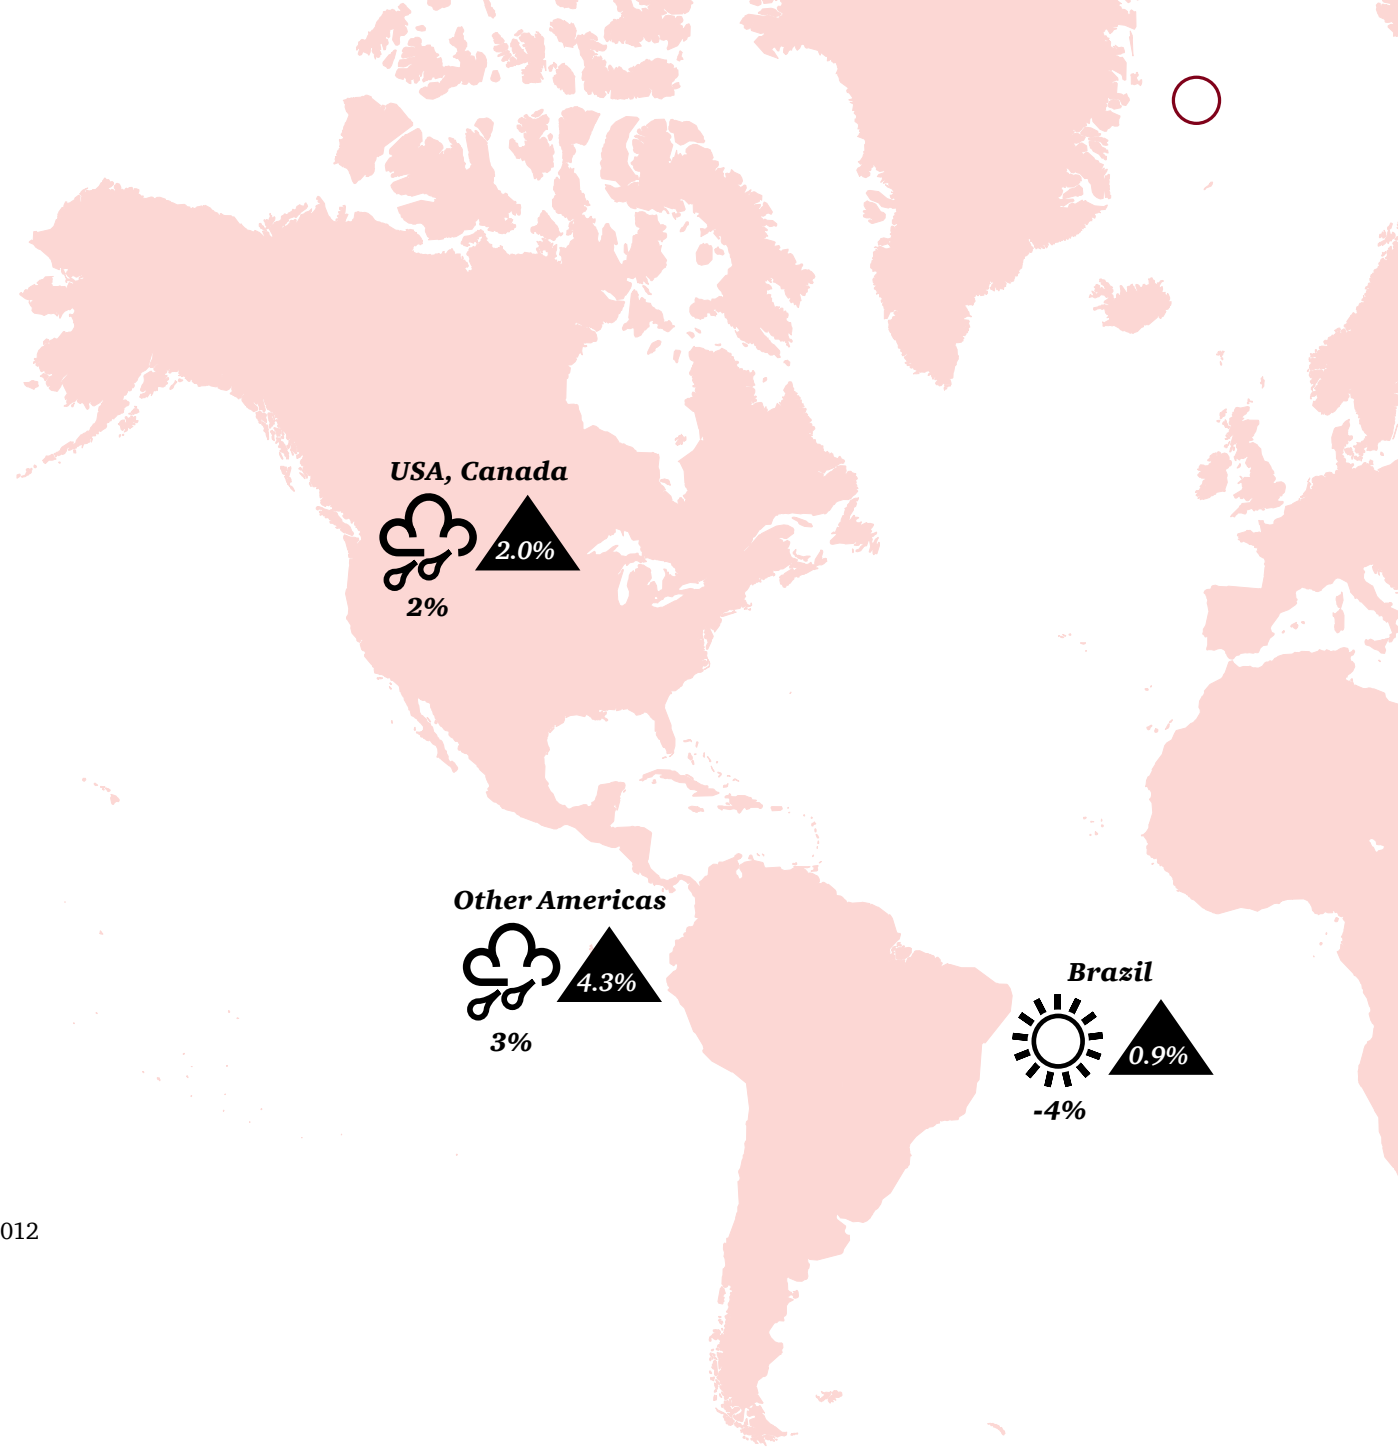 USA, Canada
2.0%
2%
Other Americas
4.3%
3%
Brazil
0.9%
-4%
012